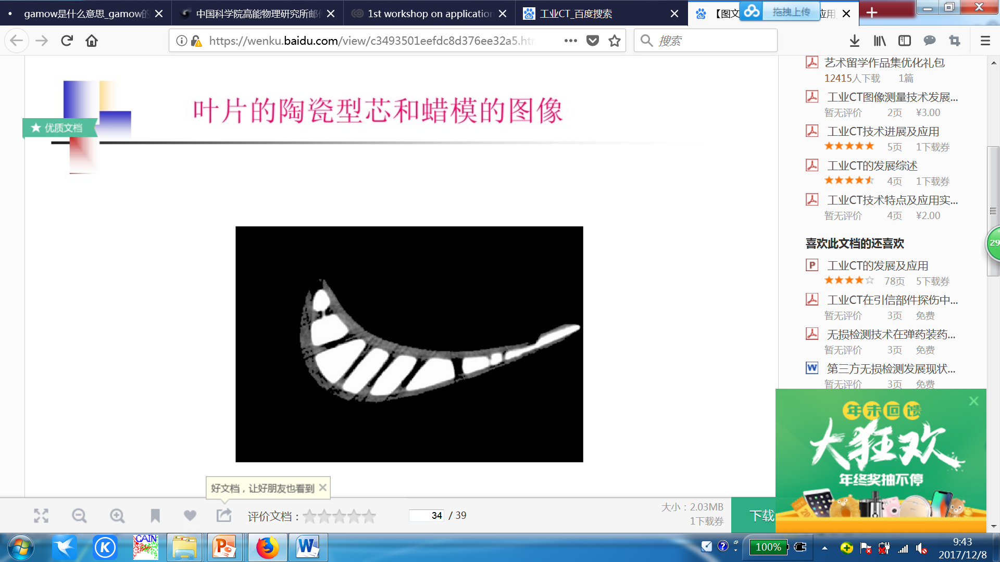 gamow是什么意思_gamow的
中国科学院高能物理研究所邮
1st workshop on application
工业CT_百度搜索
【图文
拖拽上传
应用
https://wenku.baidu.com/view/c3493501eefdc8d376ee32a5.htm
搜索
优质文档
叶片的陶瓷型芯和蜡模的图像
艺术留学作品集优化礼包
12415人下载 1篇
工业CT图像测量技术发展...
暂无评价 2页 ¥3.00
工业CT技术进展及应用
5页 1下载券
工业CT的发展综述
4页 1下载券
工业CT技术特点及应用实...
暂无评价 4页 ¥2.00
喜欢此文档的还喜欢
工业CT的发展及应用
78页 5下载券
工业CT在引信部件探伤中...
暂无评价 3页 免费
无损检测技术在弹药装药...
暂无评价 3页 免费
第三方无损检测发展现状...
暂无评价 3页 免费
29
年末回馈
大狂欢
年终奖抽不停
好文档，让好朋友也看到
评价文档：
34 / 39
大小：2.03MB
1下载券
下载
CAIN
100%
9:43
2017/12/8